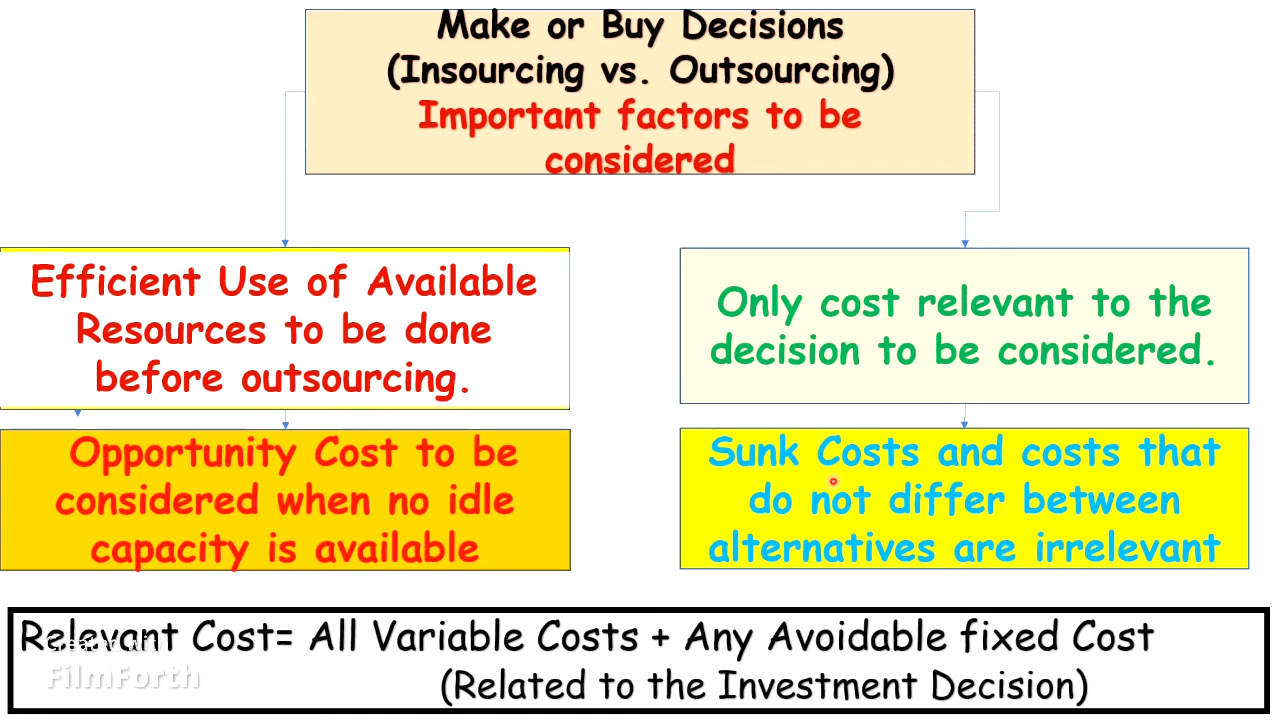 Make or Buy Decisions
(Insourcing vs. Outsourcing)
Important factors to be
considered
Efficient Use of Available
Resources to be done
before outsourcing.
Only cost relevant to the
decision to be considered.
Opportunity Cost to be
considered when no idle
capacity is available
Sunk Costs and costs that
do not differ between
alternatives are irrelevant
Relevant Cost= All Variable Costs + Any Avoidable fixed Cost
(Related to the Investment Decision)
FilmForth